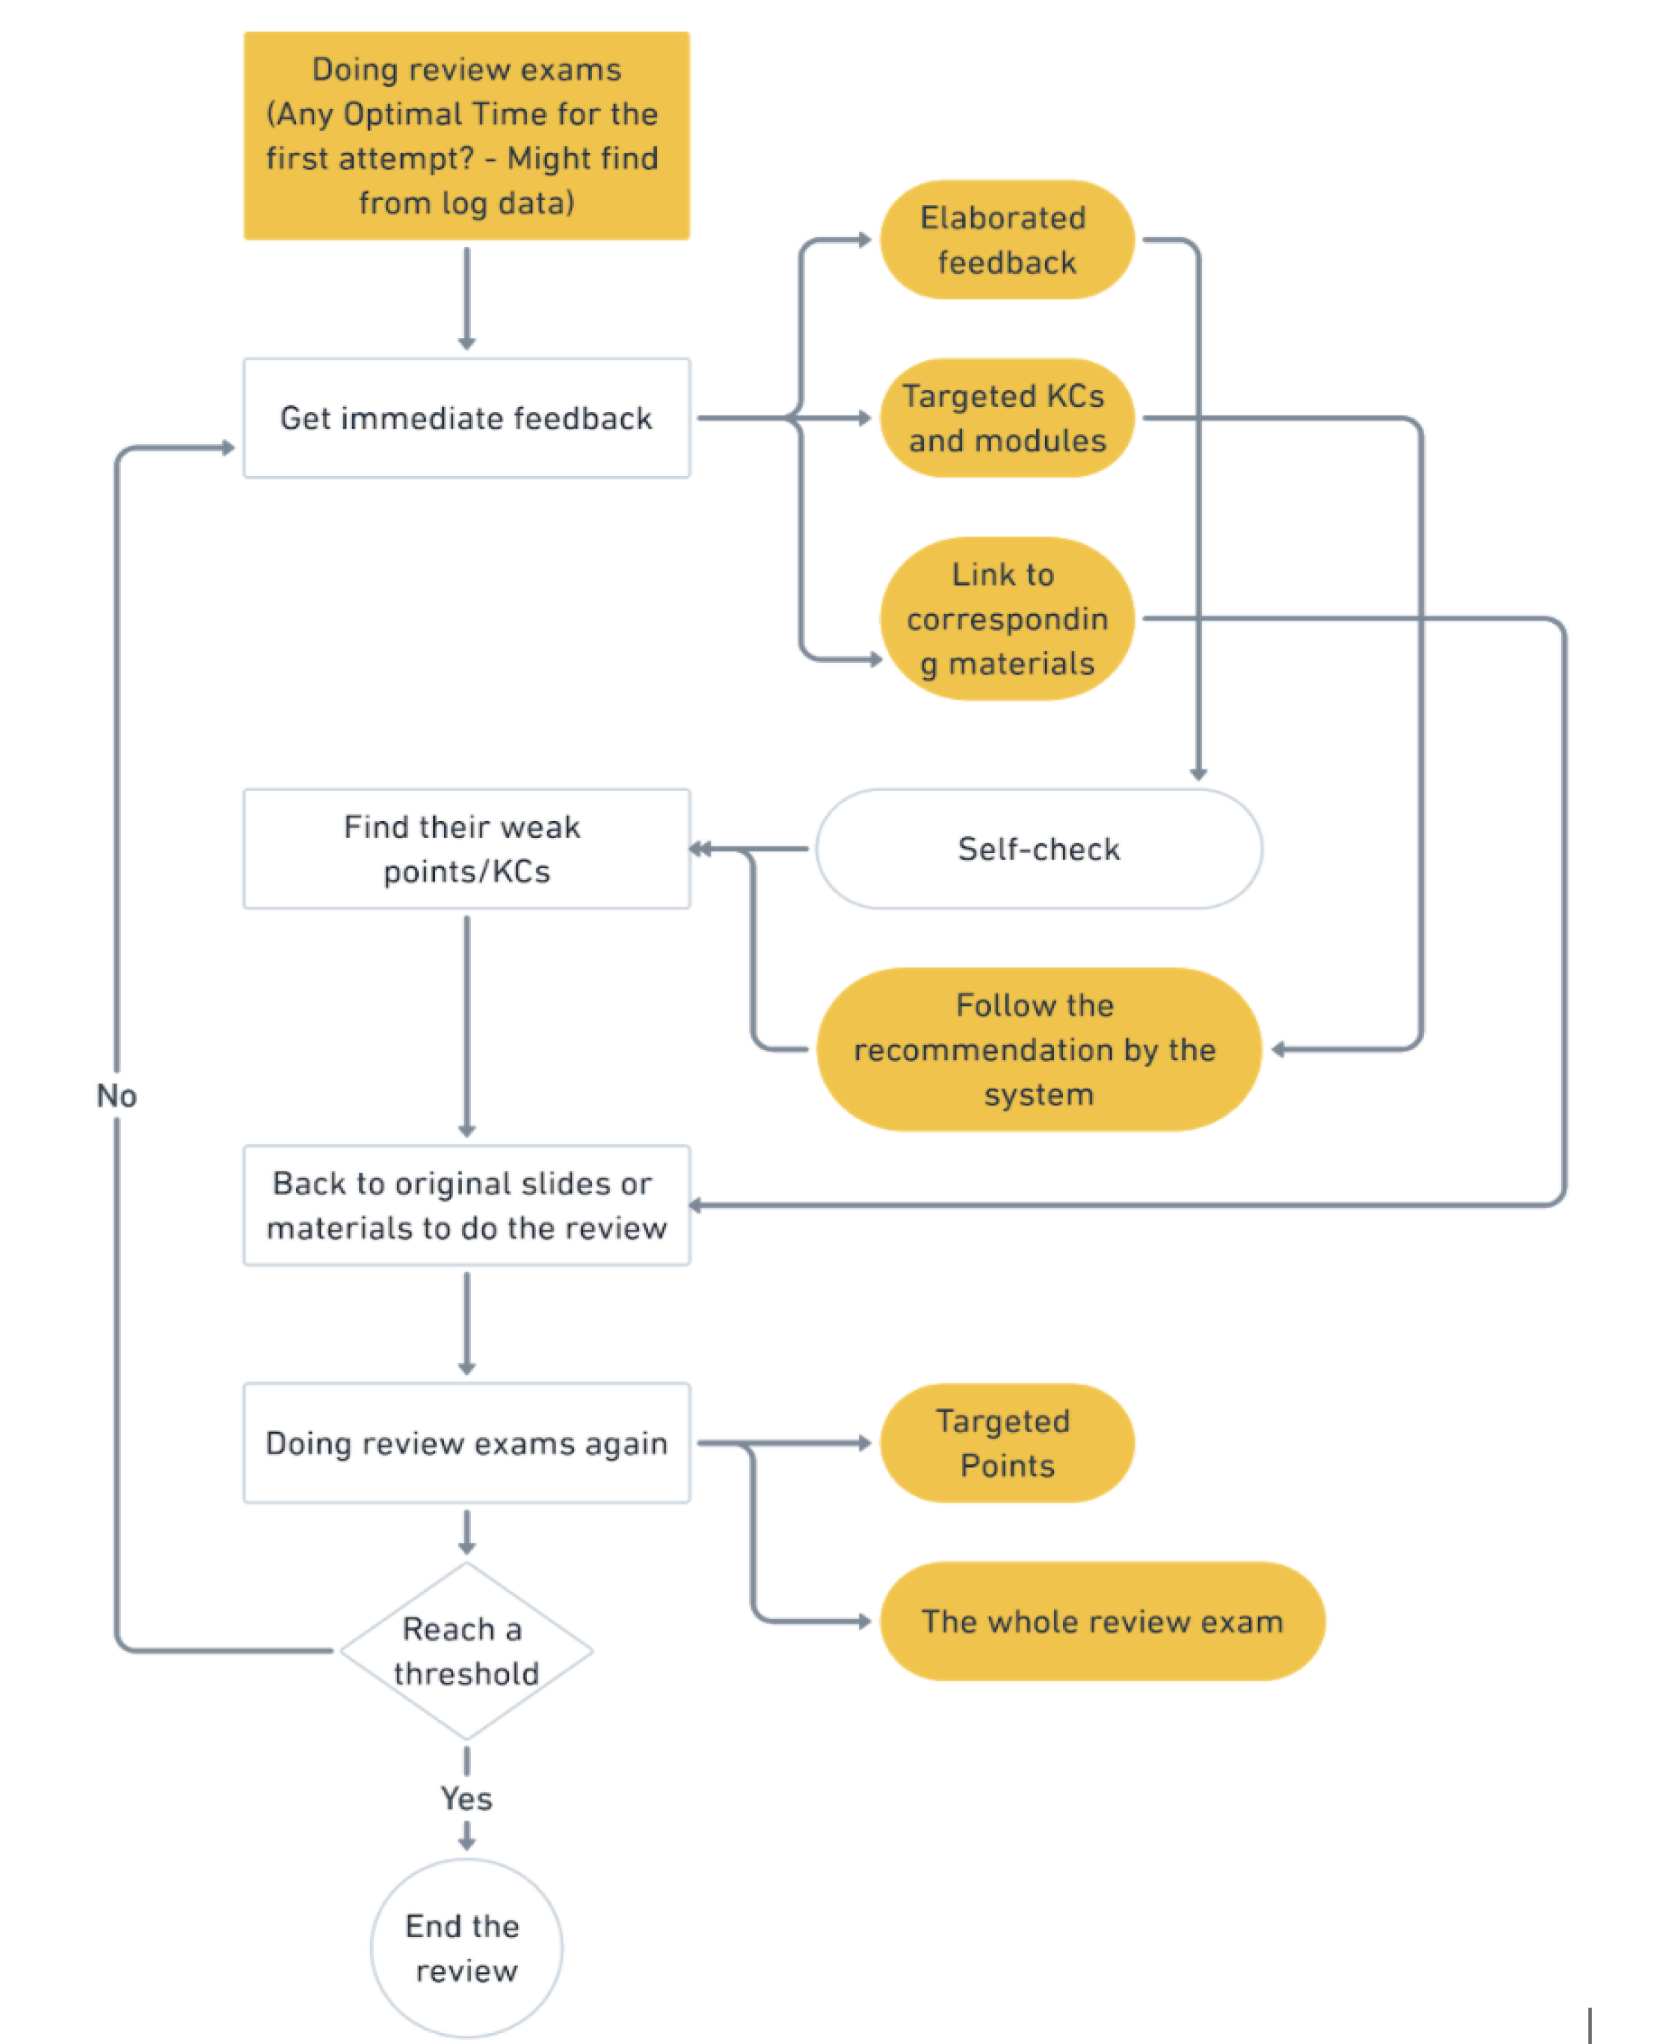 Doing review exams
(Any Optimal Time for the
first attempt? - Might find
from log data)
Elaborated
feedback
Get immediate feedback
Targeted KCs
and modules
Link to
correspondin
g materials
Find their weak
points/KCs
Self-check
Follow the
recommendation by the
system
No
Back to original slides or
materials to do the review
Doing review exams again
Targeted
Points
The whole review exam
Reach a
threshold
Yes
End the
review